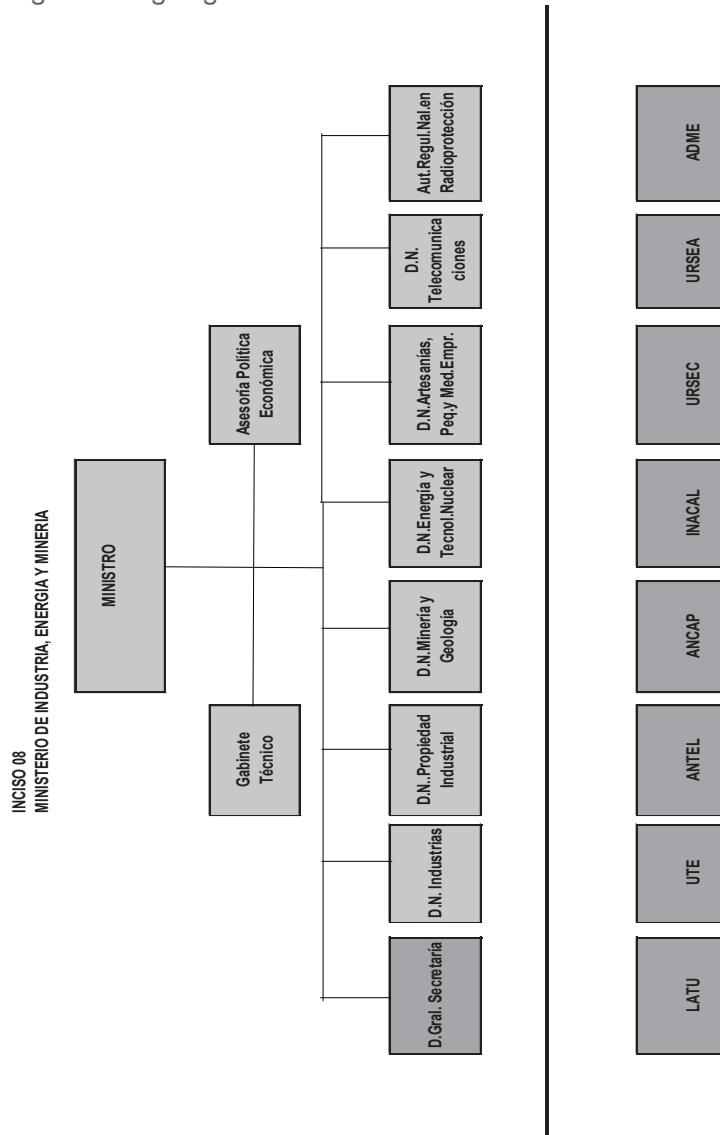 INCISO 08
MINISTERIO DE INDUSTRIA, ENERGIA Y MINERIA
MINISTRO
Gabinete
Técnico
Asesoría Política
Económica
D.Gral. Secretaría
D.N. Industrias
D.N..Propiedad
Industrial
D.N.Minería y
Geología
D.N.Energía y
Tecnol.Nuclear
D.N.Artesanías,
Peq.y Med.Empr.
D.N.
Telecomunica
ciones
Aut.Regul.Nal.en
Radioprotección
LATU
UTE
ANTEL
ANCAP
INACAL
URSEC
URSEA
ADME